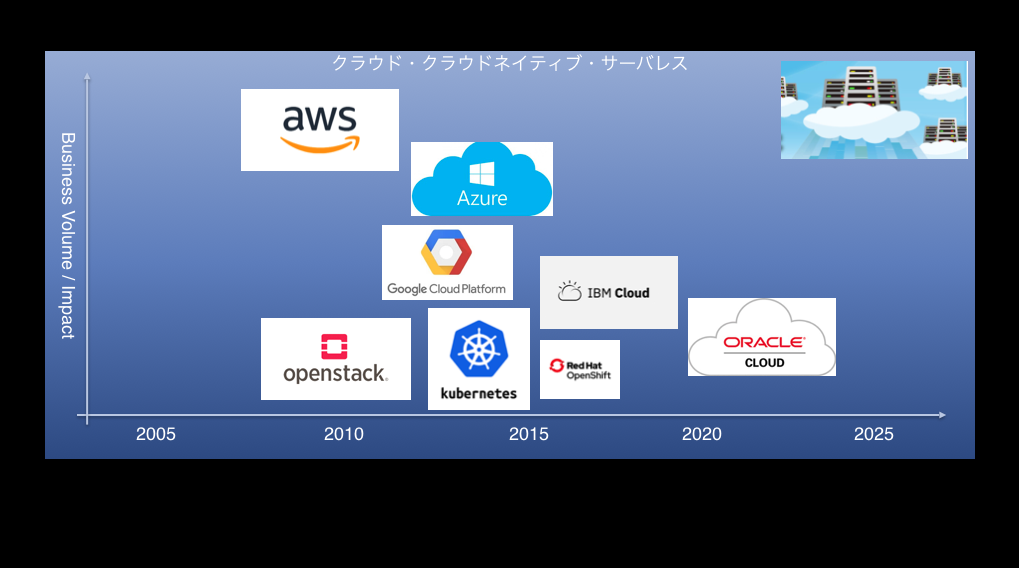 クラウド・クラウドネイティブ・サーバレス
Business Volume / Impact
aws
Azure
Google Cloud Platform
IBM Cloud
openstack.
kubernetes
Red Hat
OpenShift
ORACLE
CLOUD
2005
2010
2015
2020
2025